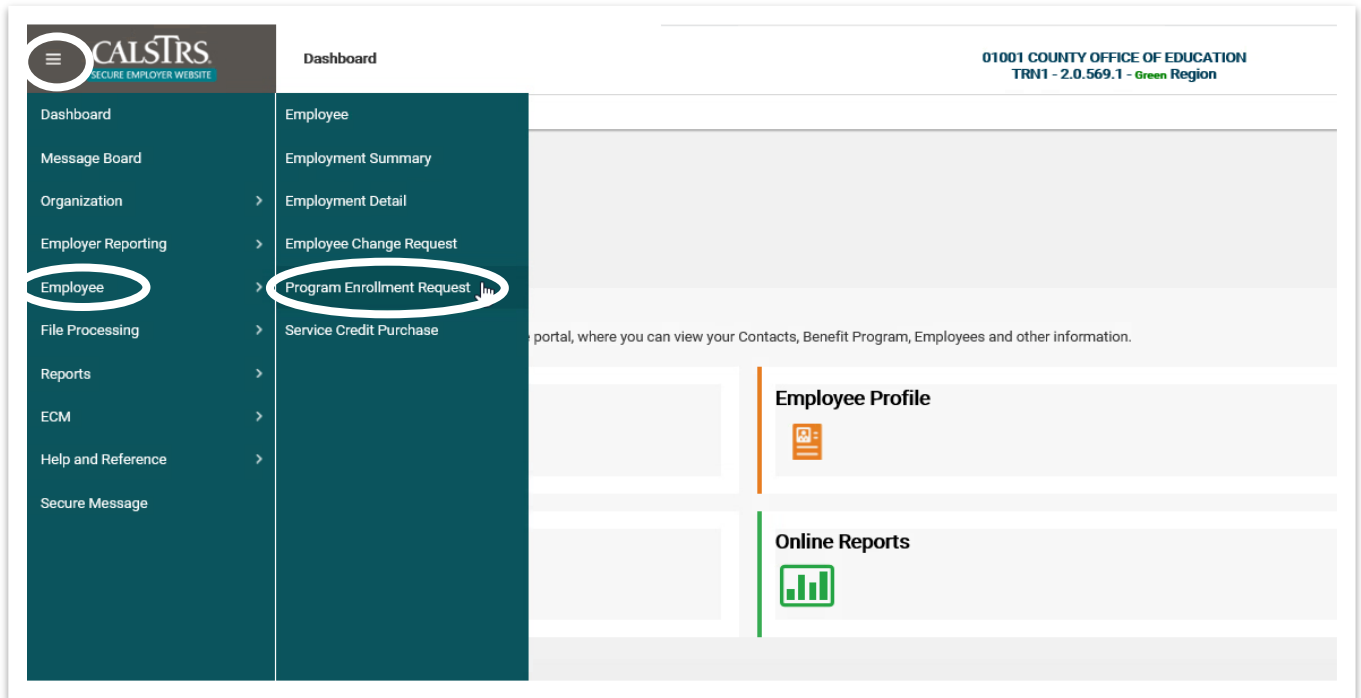 CALSTRS
SECURE EMPLOYER WEBSITE
Dashboard
01001 COUNTY OFFICE OF EDUCATION
TRN1 - 2.0.569.1 - Green Region
Dashboard
Message Board
Organization
Employer Reporting
Employee
File Processing
Reports
ECM
Help and Reference
Secure Message
Employee
Employment Summary
Employment Detail
Employee Change Request
Program Enrollment Request
Service Credit Purchase
portal, where you can view your Contacts, Benefit Program, Employees and other information.
Employee Profile
Online Reports